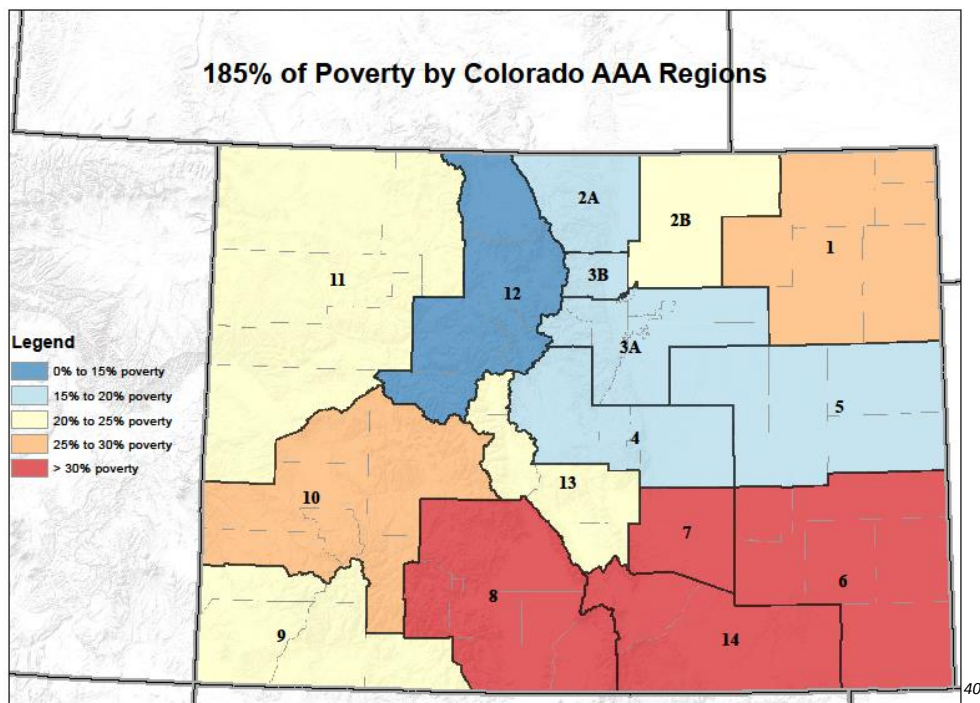 185% of Poverty by Colorado AAA Regions
2A
2B
1
3B
11
12
3A
Legend
0% to 15% poverty
15% to 20% poverty
20% to 25% poverty
25% to 30% poverty
> 30% poverty
5
4
13
10
7
6
8
9
14
40